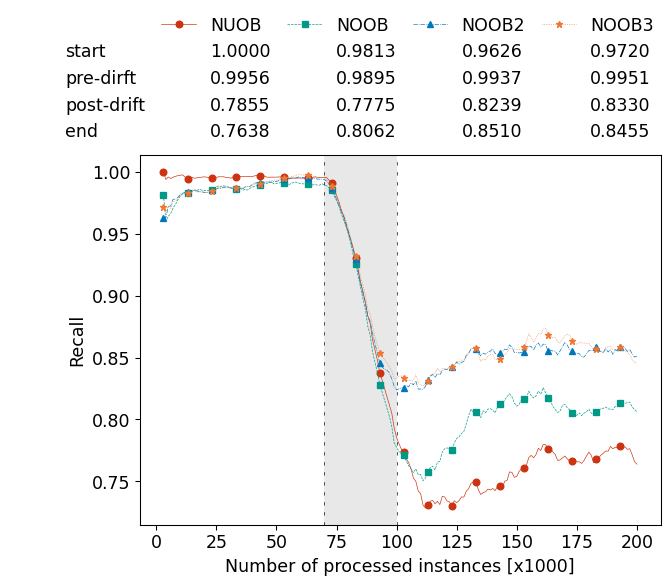 NUOB NOOB NOOB2 NOOB3
start 1.0000 0.9813 0.9626 0.9720
pre-dirft 0.9956 0.9895 0.9937 0.9951
post-drift 0.7855 0.7775 0.8239 0.8330
end 0.7638 0.8062 0.8510 0.8455
1.00
0.95
0.90
0.85
0.80
0.75
Recall
0 25 50 75 100 125 150 175 200
Number of processed instances [x1000]